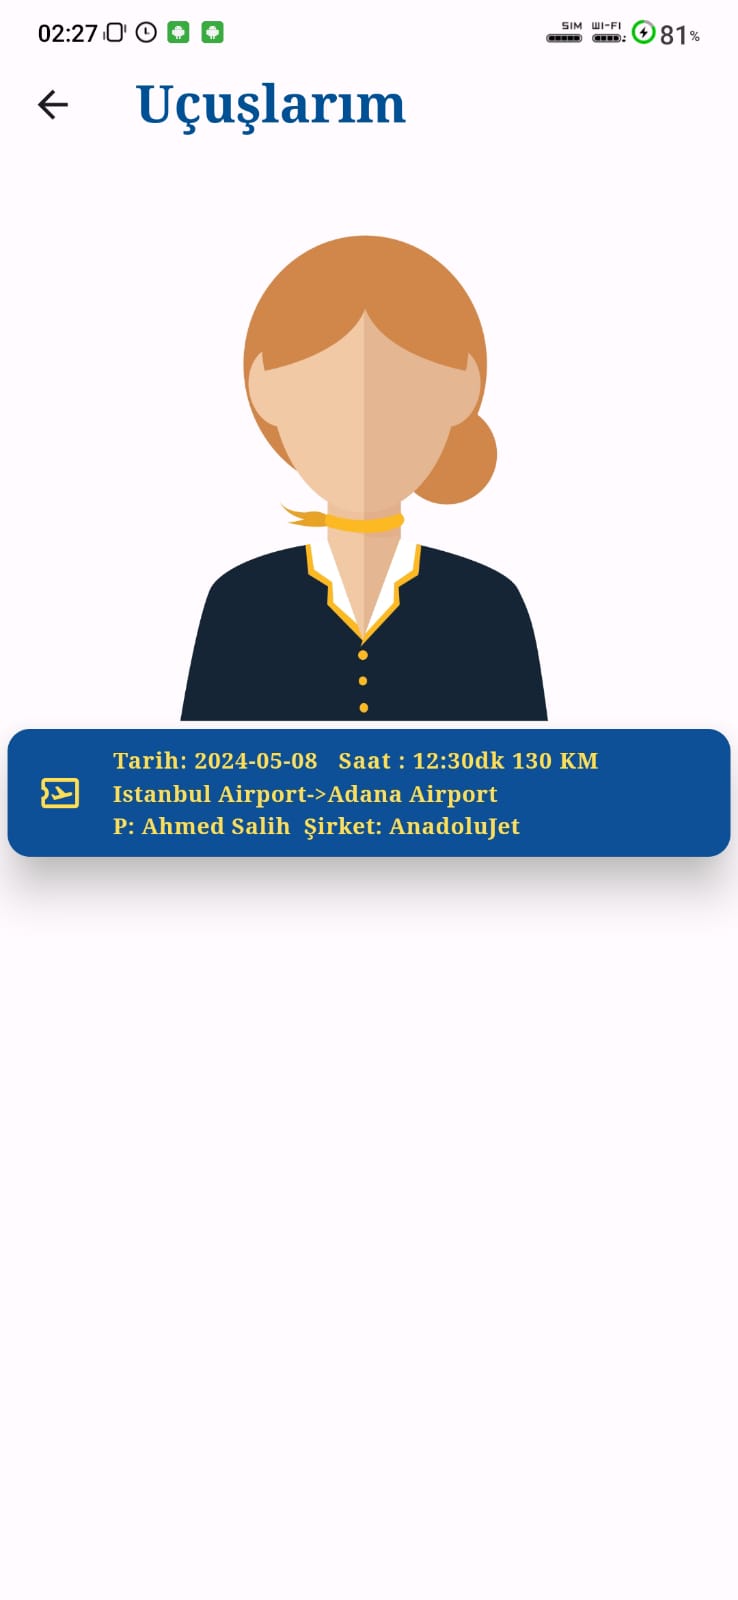 02:27 SIM WI-FI 81%
Uçuşlarım
Tarih: 2024-05-08 Saat : 12:30dk 130 KM
Istanbul Airport->Adana Airport
P: Ahmed Salih Şirket: AnadoluJet